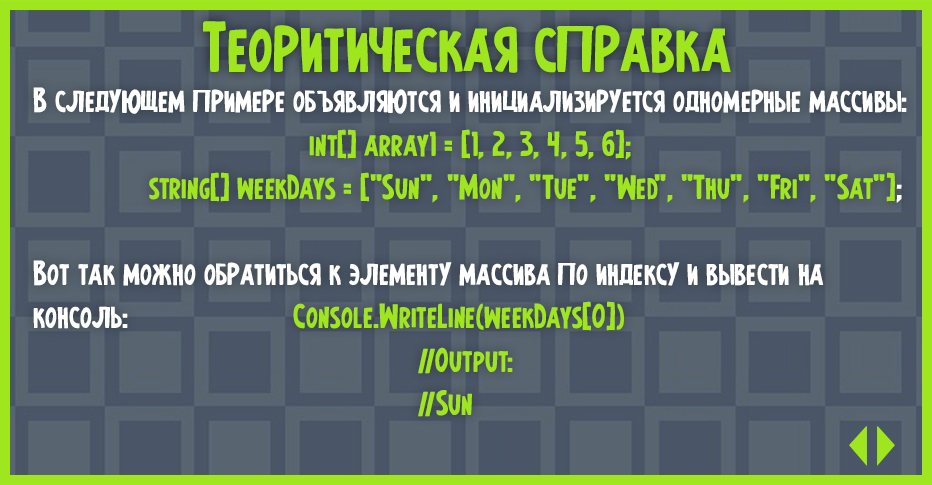 Теоритическая справка
В следующем примере объявляются и инициализируется одномерные массивы:
int[] array1 = [1, 2, 3, 4, 5, 6];
string[] weekDays = ["Sun", "Mon", "Tue", "Wed", "Thu", "Fri", "Sat"];
Вот так можно обратиться к элементу массива по индексу и вывести на
консоль: Console.WriteLine(weekDays[0])
//Output:
//Sun